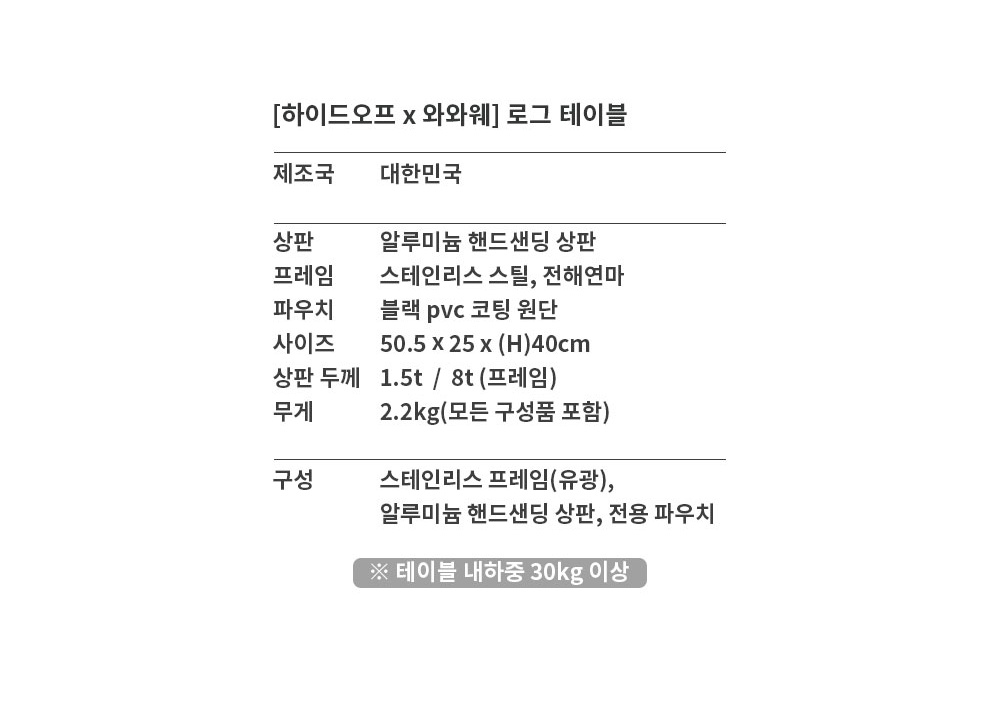 [하이드오프 x 와와웨] 로그 테이블
제조국 대한민국
상판 알루미늄 핸드샌딩 상판
프레임 스테인리스 스틸, 전해연마
파우치 블랙 pvc 코팅 원단
사이즈 50.5 x 25 x (H)40cm
상판 두께 1.5t / 8t (프레임)
무게 2.2kg(모든 구성품 포함)
구성 스테인리스 프레임(유광),
알루미늄 핸드샌딩 상판, 전용 파우치
※ 테이블 내하중 30kg 이상